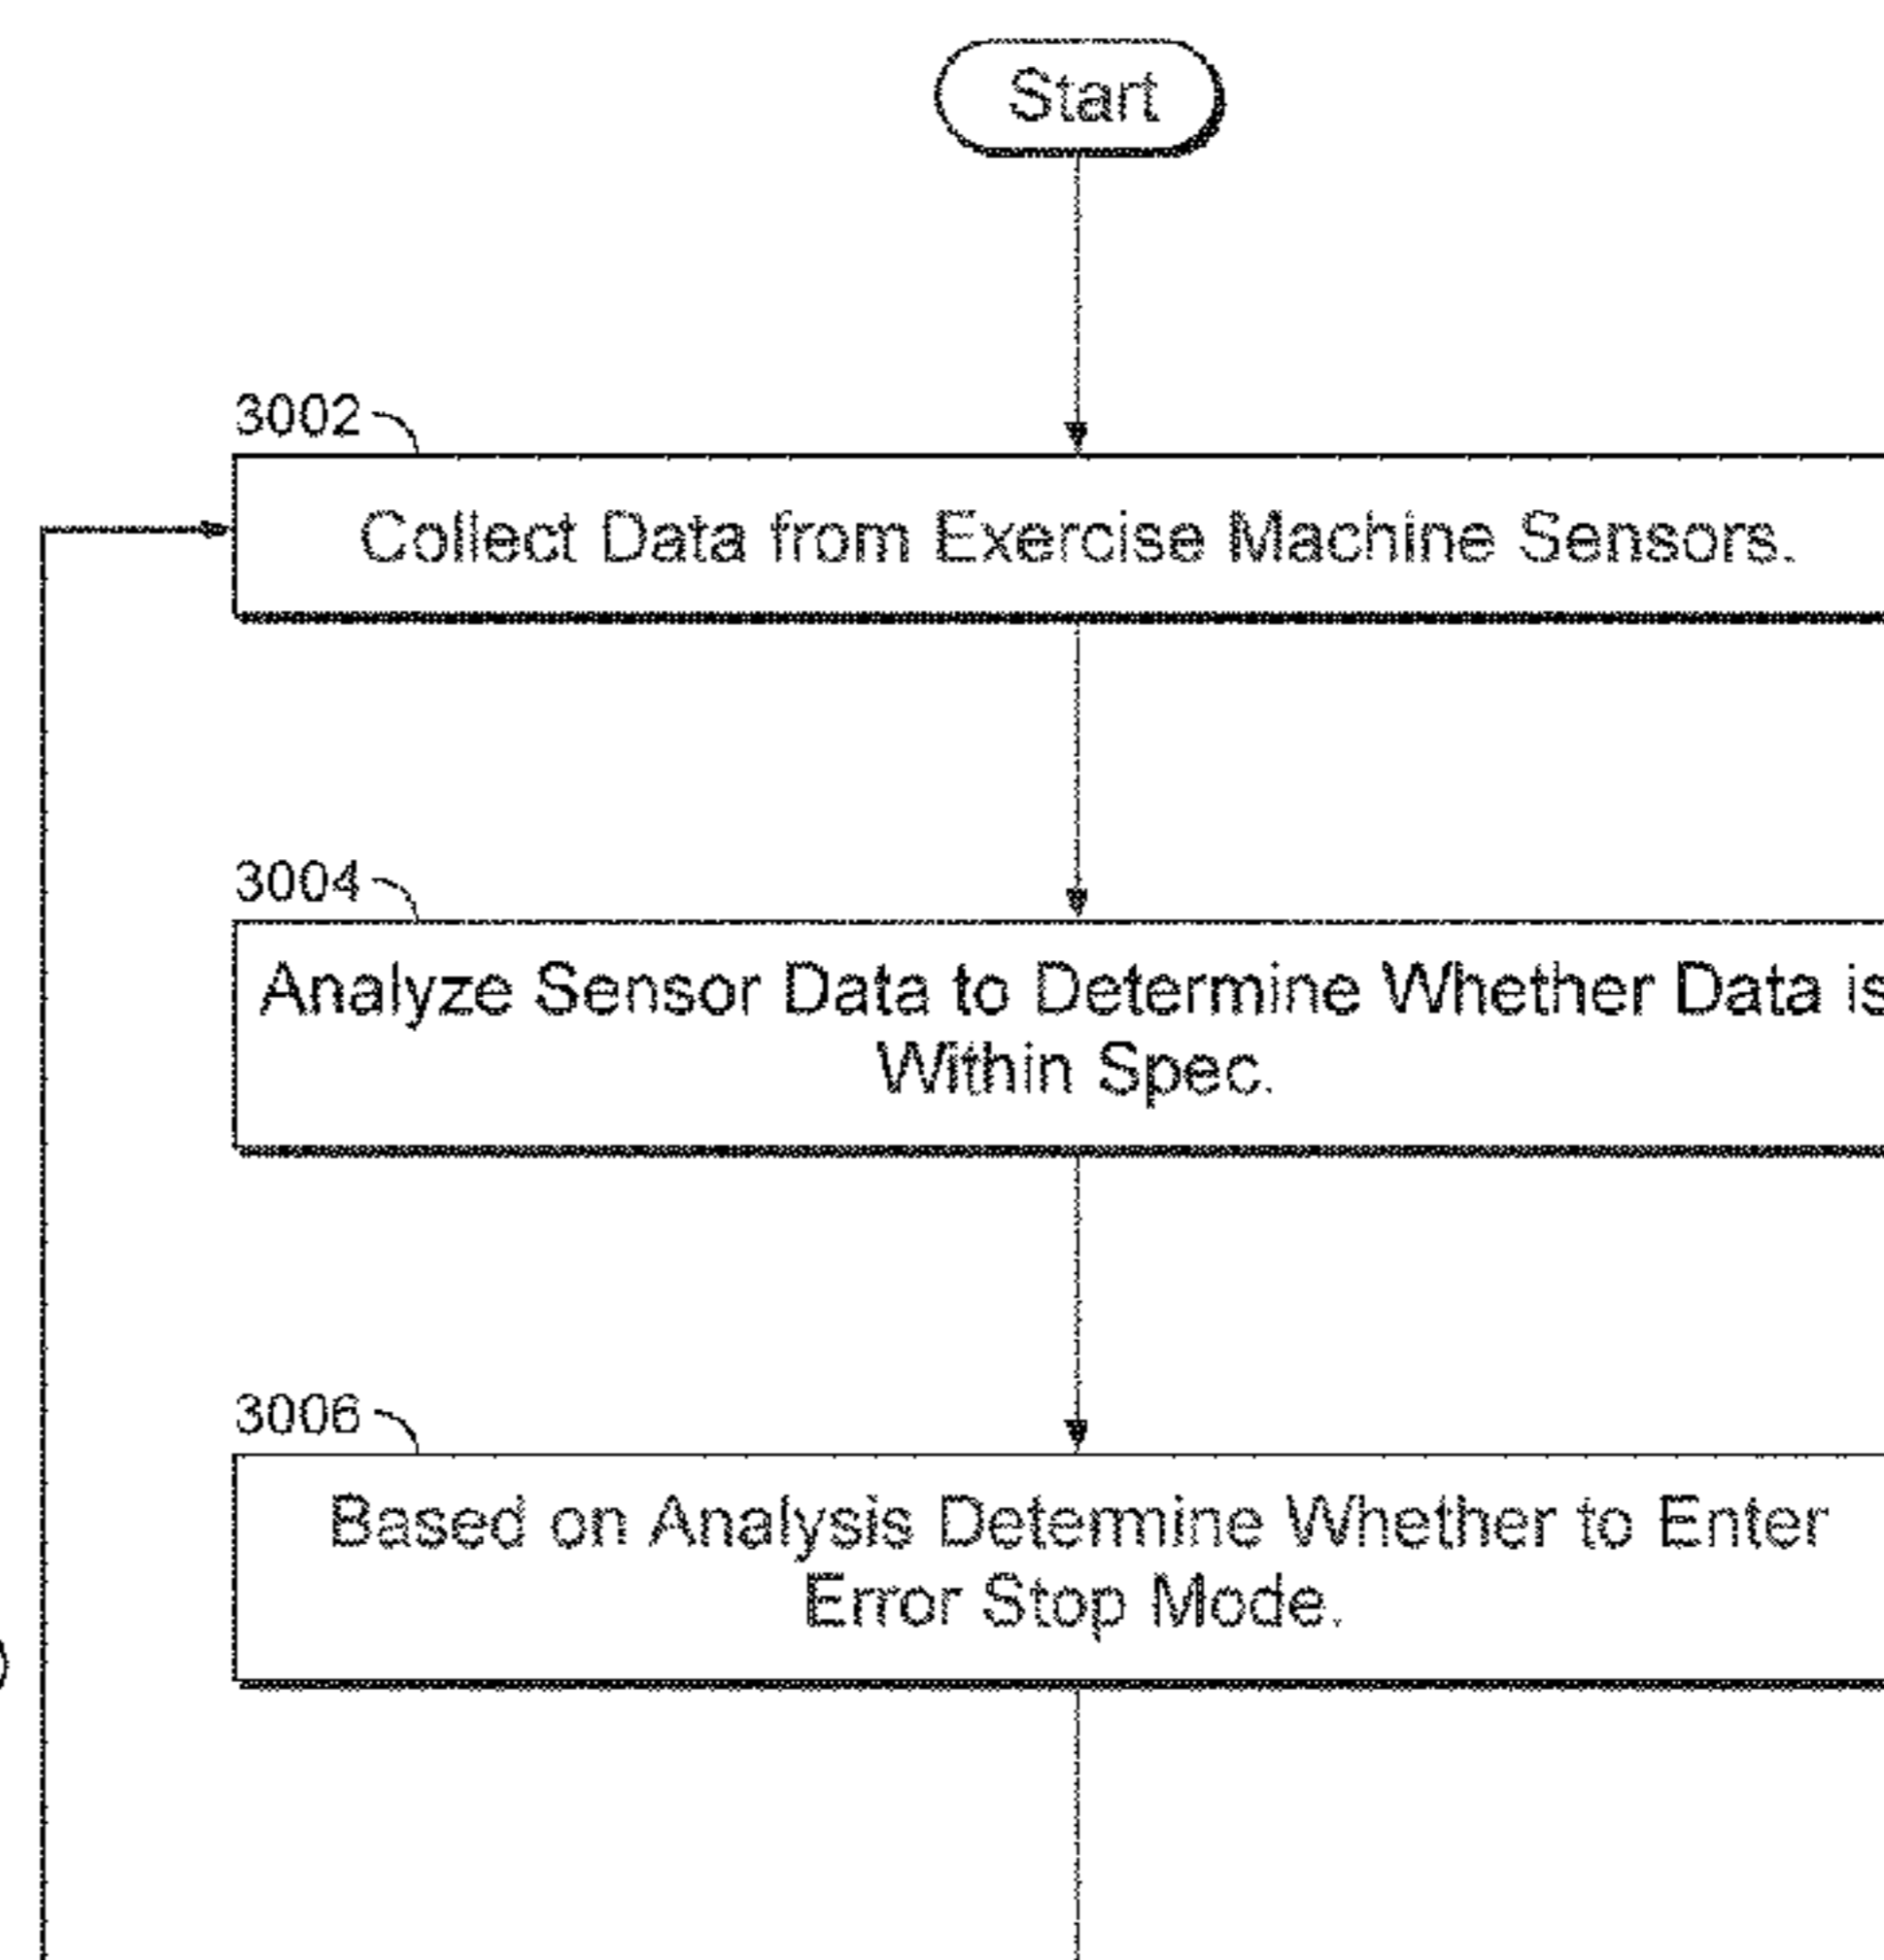 Start
3002
Collect Data from Exercise Machine Sensors.
3004
Analyze Sensor Data to Determine Whether Data is
Within Spec.
3006
Based on Analysis Determine Whether to Enter
Error Stop Mode.